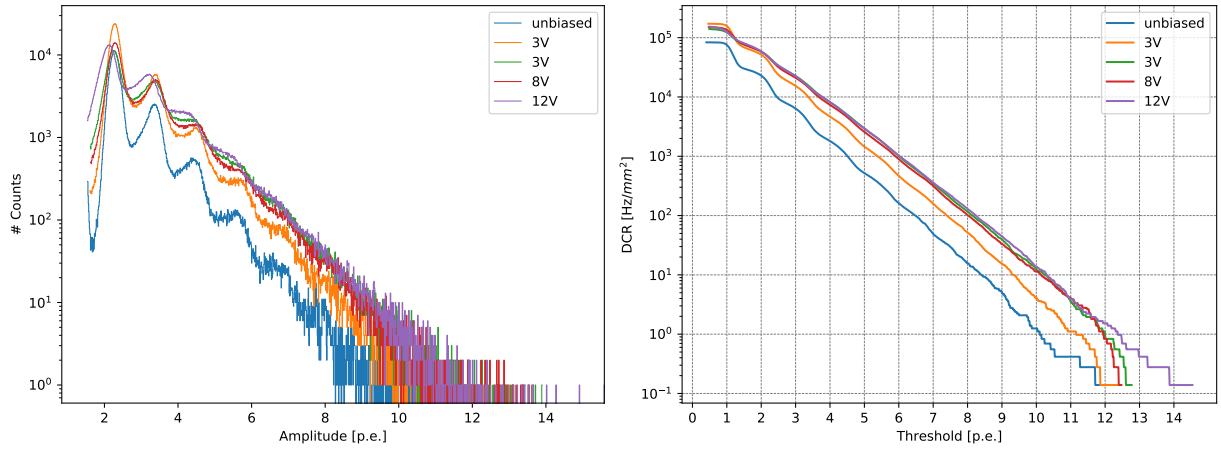 10^4
10^3
10^2
10^1
10^0
# Counts
2
4
6
8
10
12
14
Amplitude [p.e.]
unbiased
3V
3V
8V
12V
10^5
10^4
10^3
10^2
10^1
10^0
10^−1
DCR [Hz/mm^2]
0
1
2
3
4
5
6
7
8
9
10
11
12
13
14
Threshold [p.e.]
unbiased
3V
3V
8V
12V